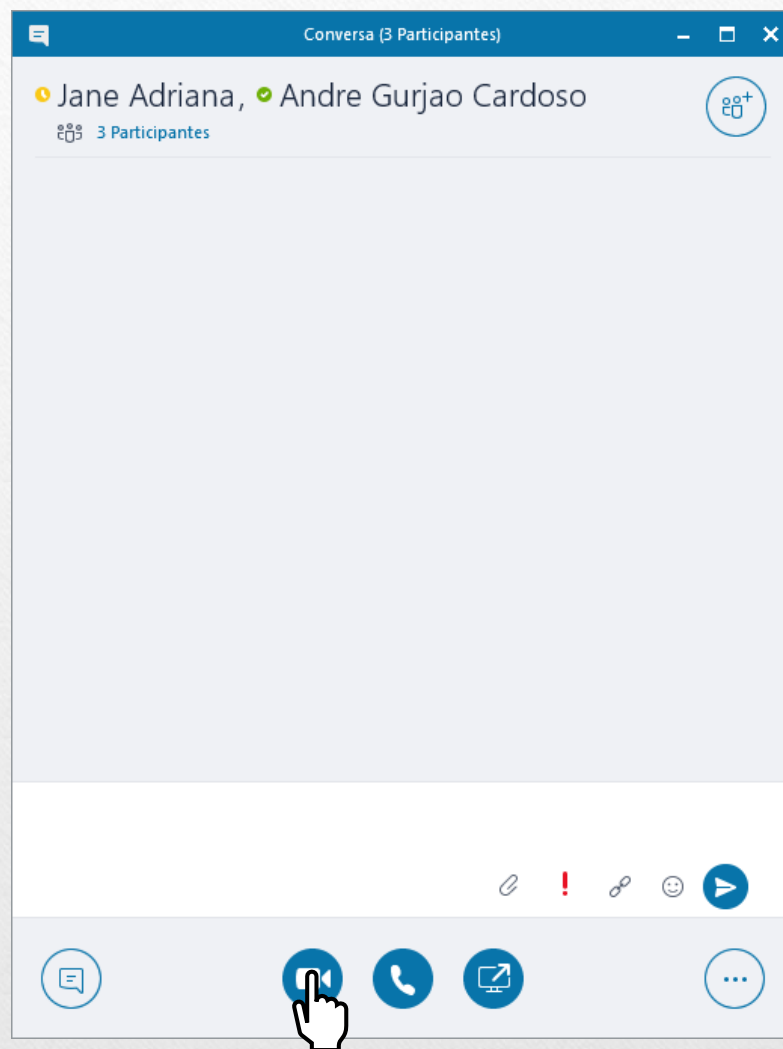 Conversa (3 Participantes)
Jane Adriana, Andre Gurjao Cardoso
3 Participantes